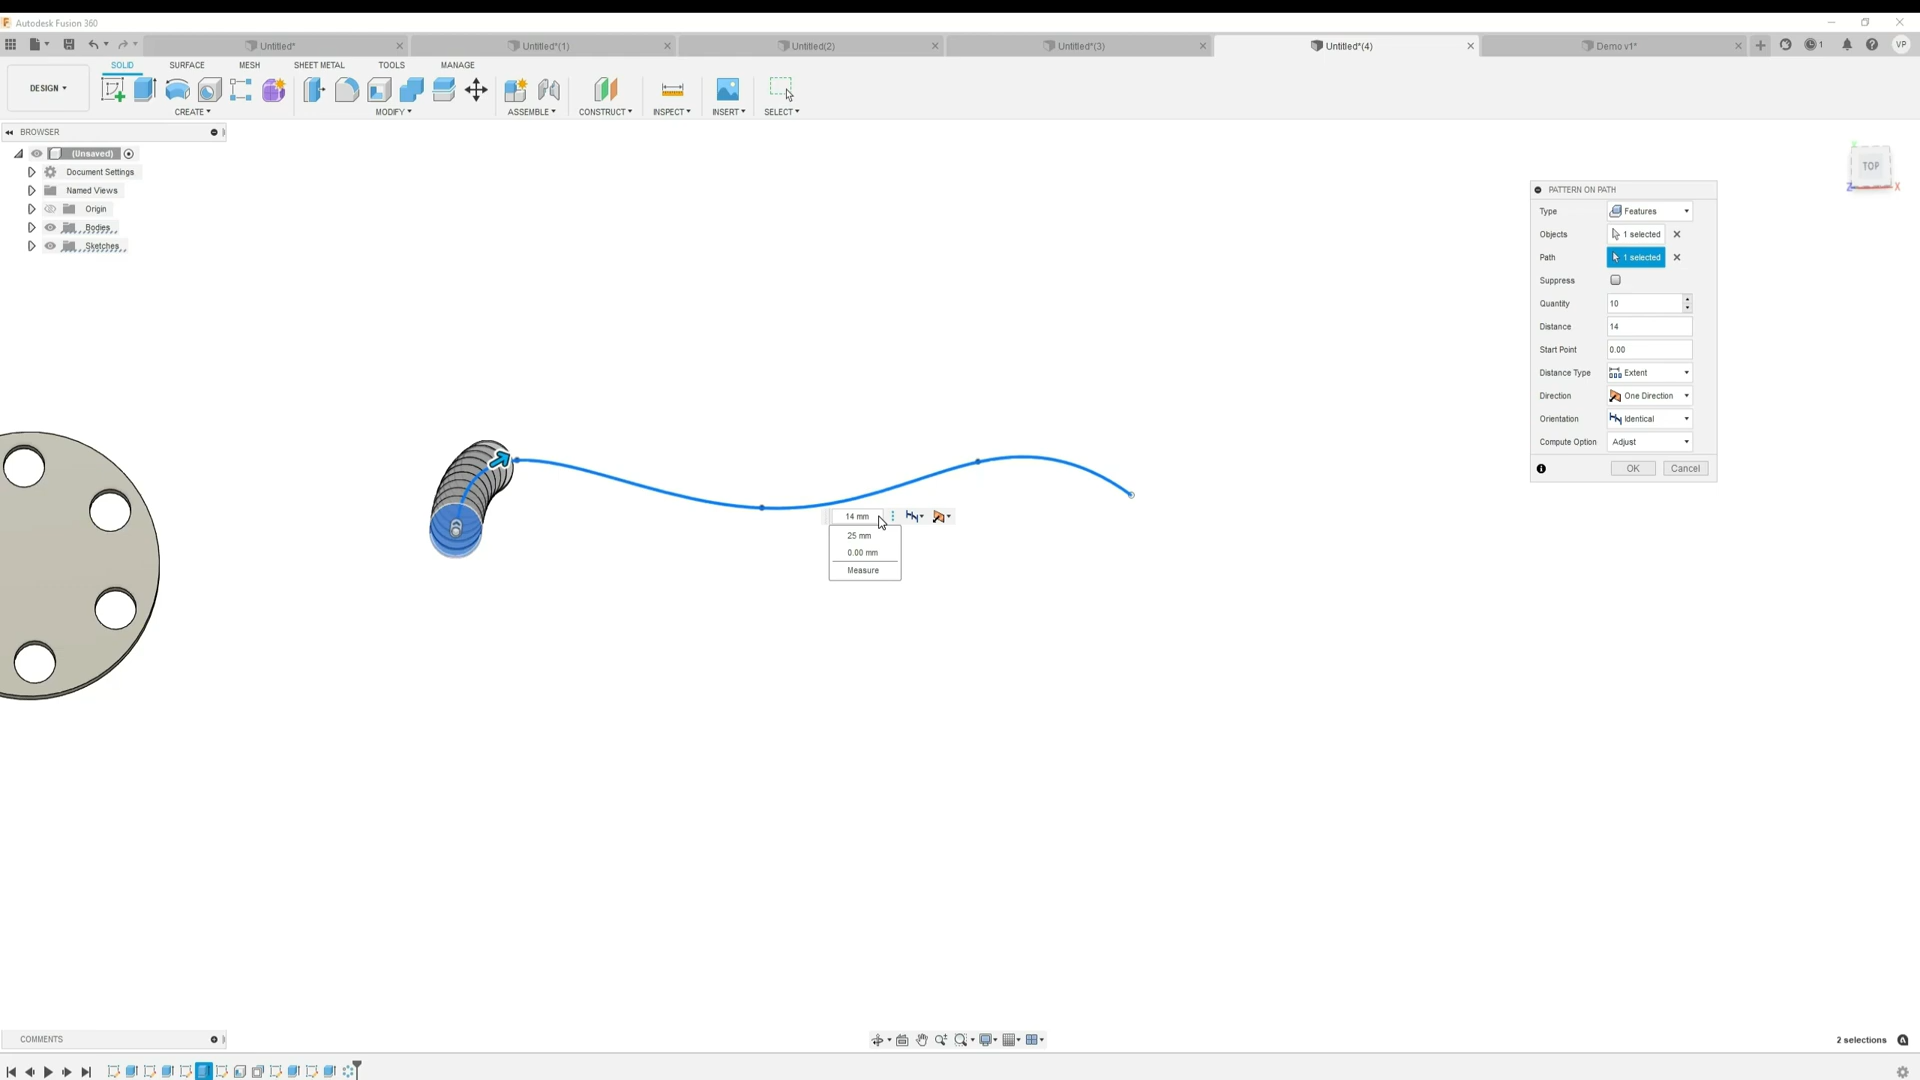 Autodesk Fusion 360
Untitled*
Untitled*(1)
Untitled(2)
Untitled*(3)
Untitled*(4)
Demo v1*
1
VP
DESIGN
SOLID
SURFACE
MESH
SHEET METAL
TOOLS
MANAGE
CREATE
MODIFY
ASSEMBLE
CONSTRUCT
INSPECT
INSERT
SELECT
BROWSER
(Unsaved)
Document Settings
Named Views
Origin
Bodies
Sketches
TOP
Z
X
PATTERN ON PATH
Type Features
Objects 1 selected
Path 1 selected
Suppress
Quantity 10
Distance 14
Start Point 0.00
Distance Type Extent
Direction One Direction
Orientation Identical
Compute Option Adjust
OK Cancel
14 mm
25 mm
0.00 mm
Measure
COMMENTS
2 selections